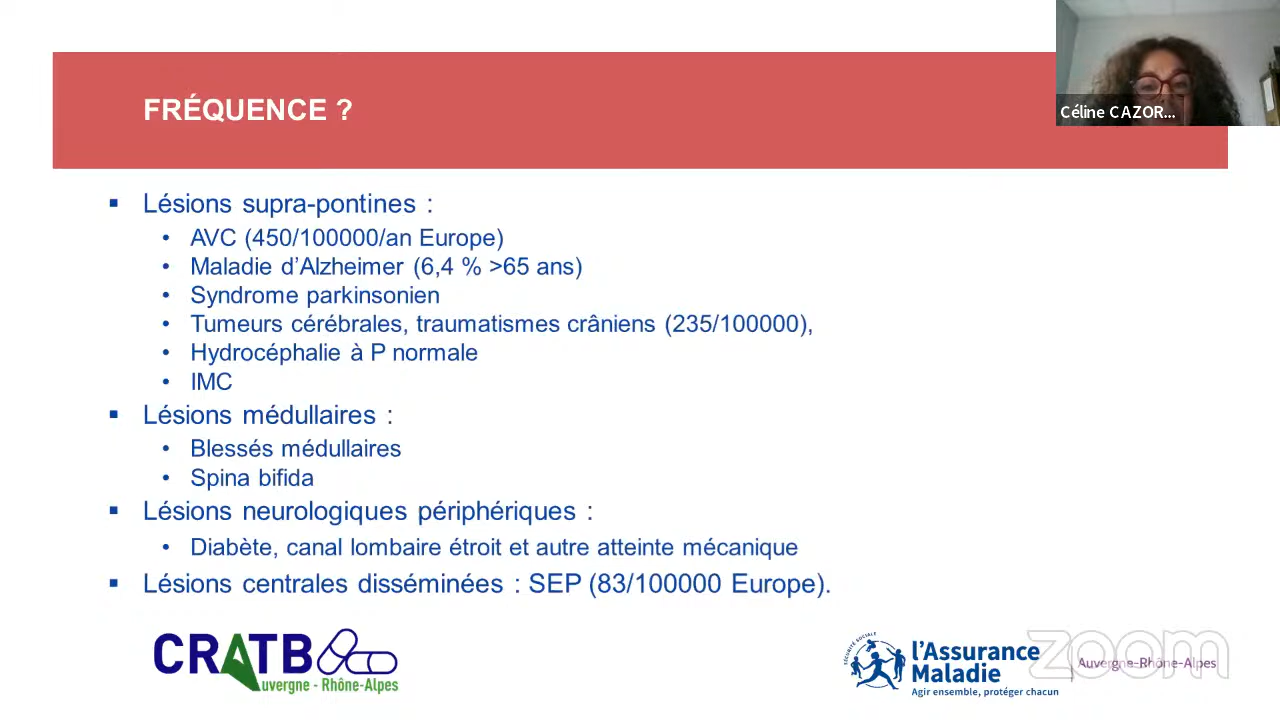 FRÉQUENCE ?
Céline CAZOR...
▪ Lésions supra-pontines :
• AVC (450/100000/an Europe)
• Maladie d'Alzheimer (6,4 % >65 ans)
• Syndrome parkinsonien
• Tumeurs cérébrales, traumatismes crâniens (235/100000),
• Hydrocéphalie à P normale
• IMC
▪ Lésions médullaires :
• Blessés médullaires
• Spina bifida
▪ Lésions neurologiques périphériques :
• Diabète, canal lombaire étroit et autre atteinte mécanique
▪ Lésions centrales disséminées : SEP (83/100000 Europe).
CRATB
Auvergne - Rhône-Alpes
SÉCURITÉ SOCIALE
l'Assurance
Maladie
Agir ensemble, protéger chacun
Auvergne-Rhône-Alpes
zoom